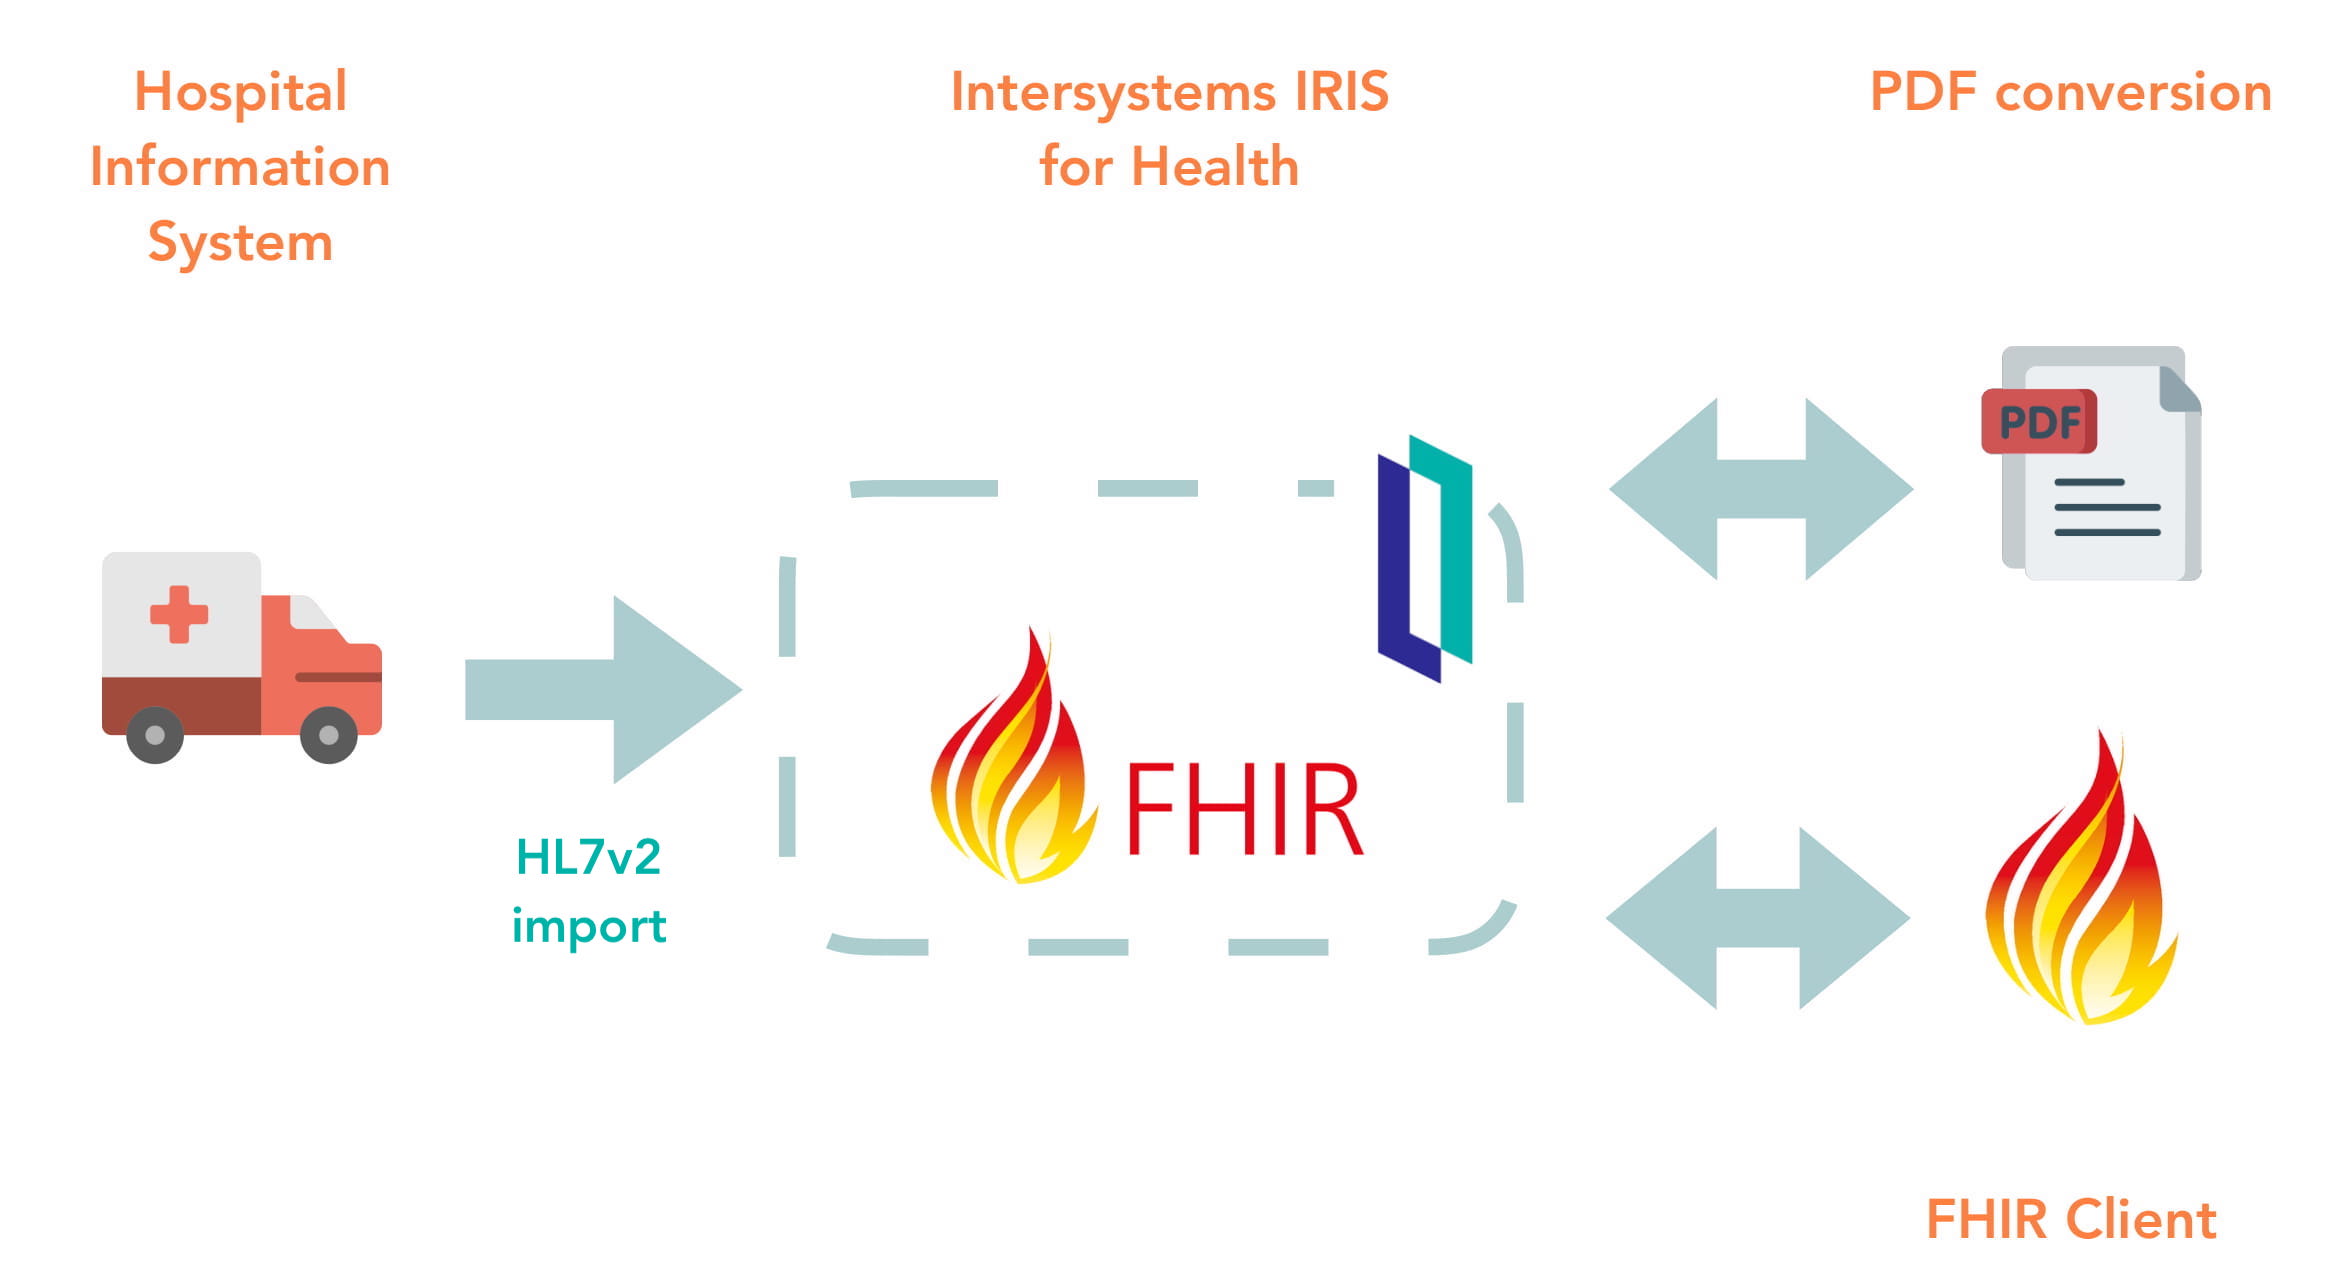 Hospital
Information
System
Intersystems IRIS
for Health
PDF conversion
PDF
FHIR
HL7v2
import
FHIR Client